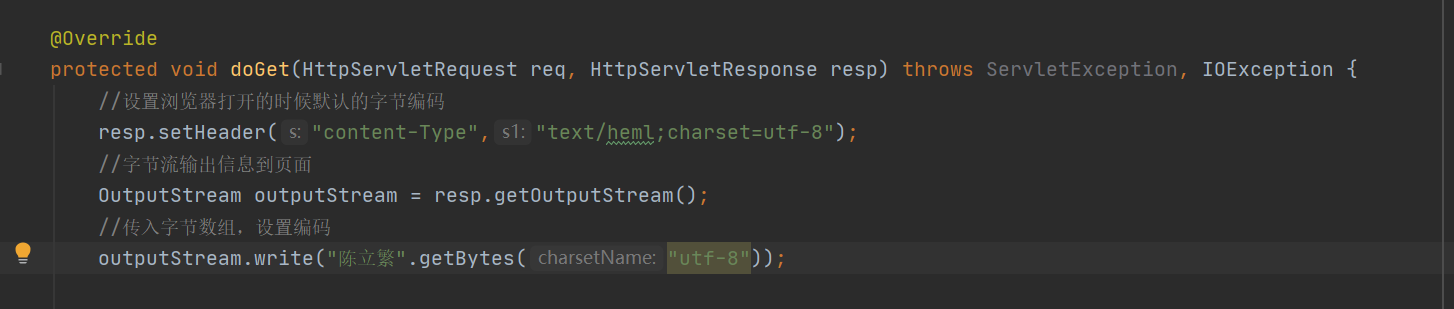 @Override
protected void doGet(HttpServletRequest req, HttpServletResponse resp) throws ServletException, IOException {
//设置浏览器打开的时候默认的字节编码
resp.setHeader( s: "content-Type", s1: "text/heml;charset=utf-8");
//字节流输出信息到页面
OutputStream outputStream = resp.getOutputStream();
//传入字节数组，设置编码
outputStream.write("陈立繁".getBytes( charsetName: "utf-8"));